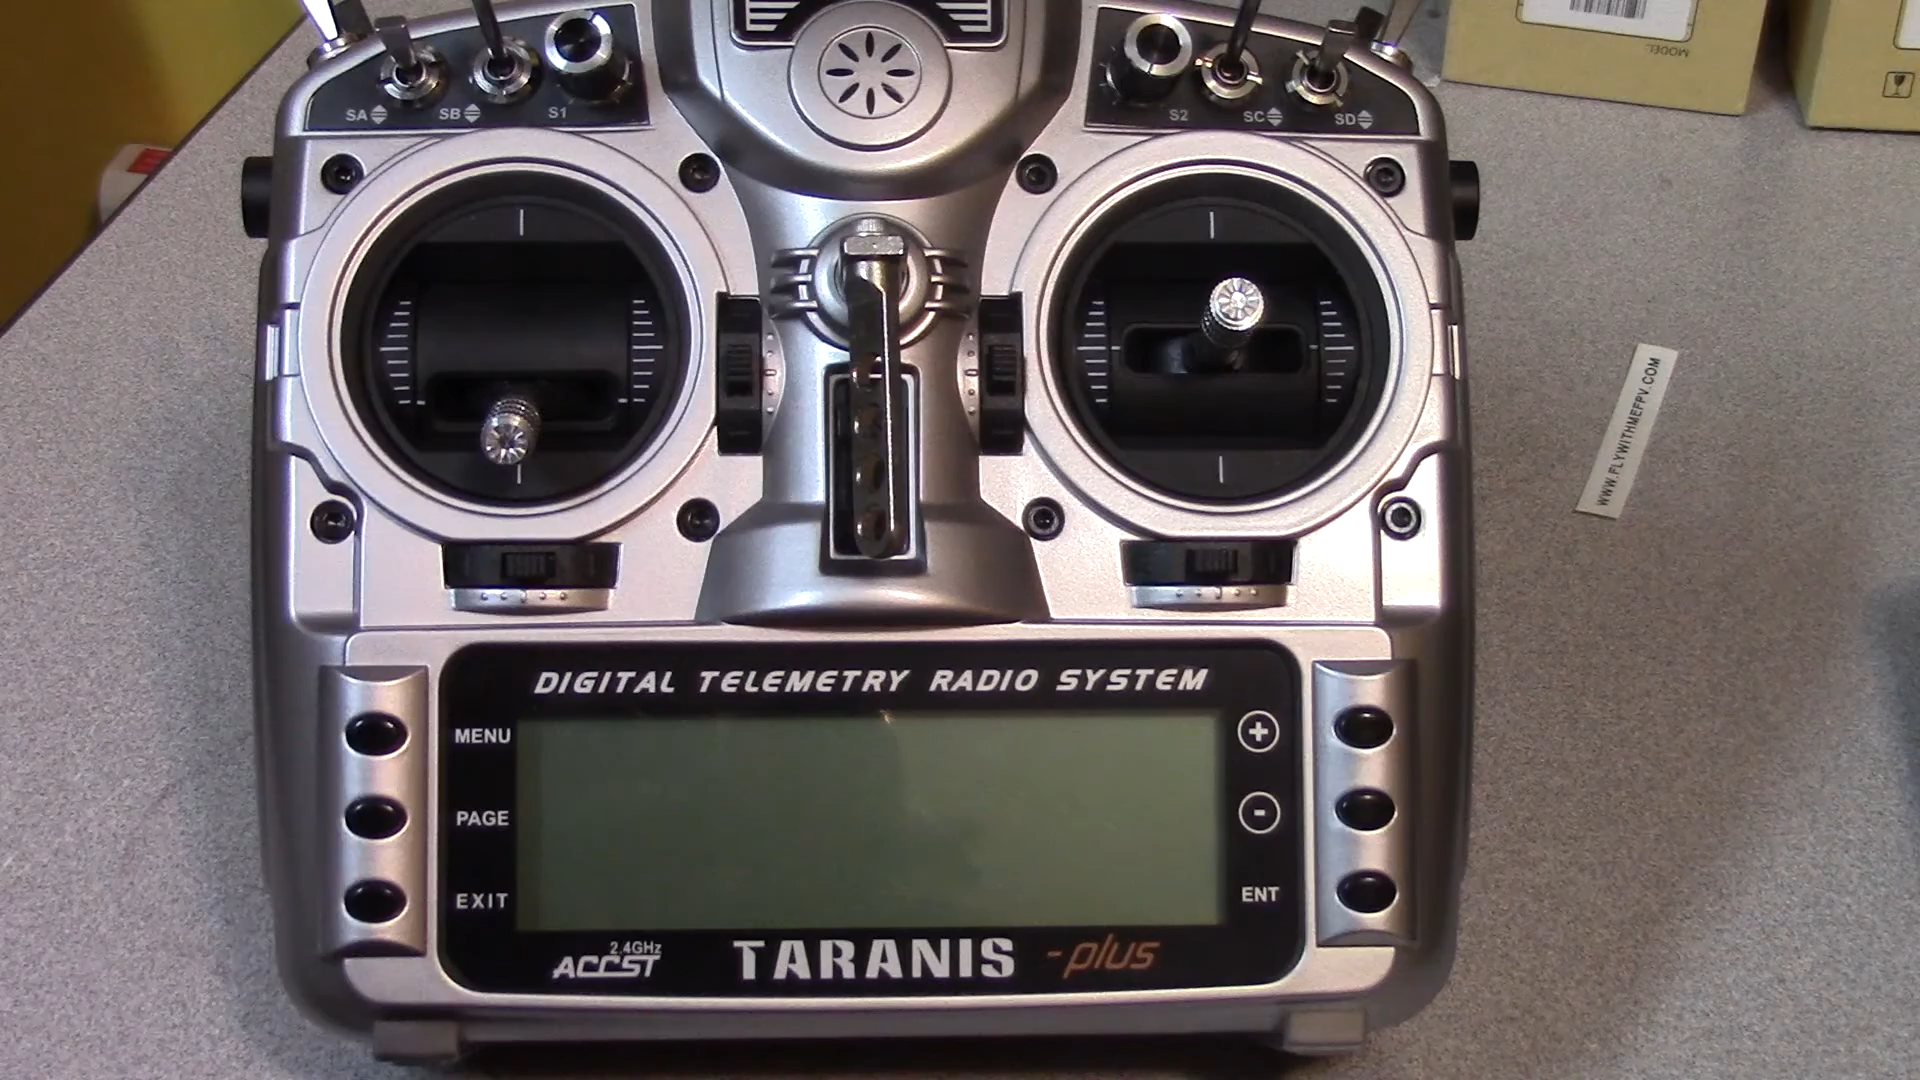 MODEL:
SA
SB
S1
S2
SC
SD
WWW.FLYWITHMEFPV.COM
DIGITAL TELEMETRY RADIO SYSTEM
MENU
+
PAGE
-
EXIT
ENT
2.4GHz
ACCST
TARANIS -plus